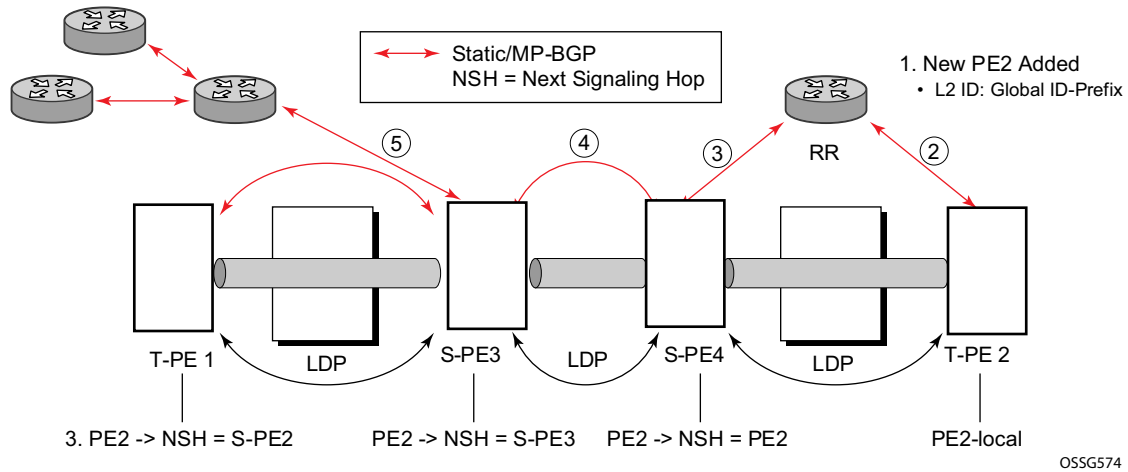 Static/MP-BGP
NSH = Next Signaling Hop
1. New PE2 Added
• L2 ID: Global ID-Prefix
5
4
3
2
RR
T-PE 1
LDP
S-PE3
LDP
S-PE4
LDP
T-PE 2
3. PE2 -> NSH = S-PE2
PE2 -> NSH = S-PE3
PE2 -> NSH = PE2
PE2-local
OSSG574